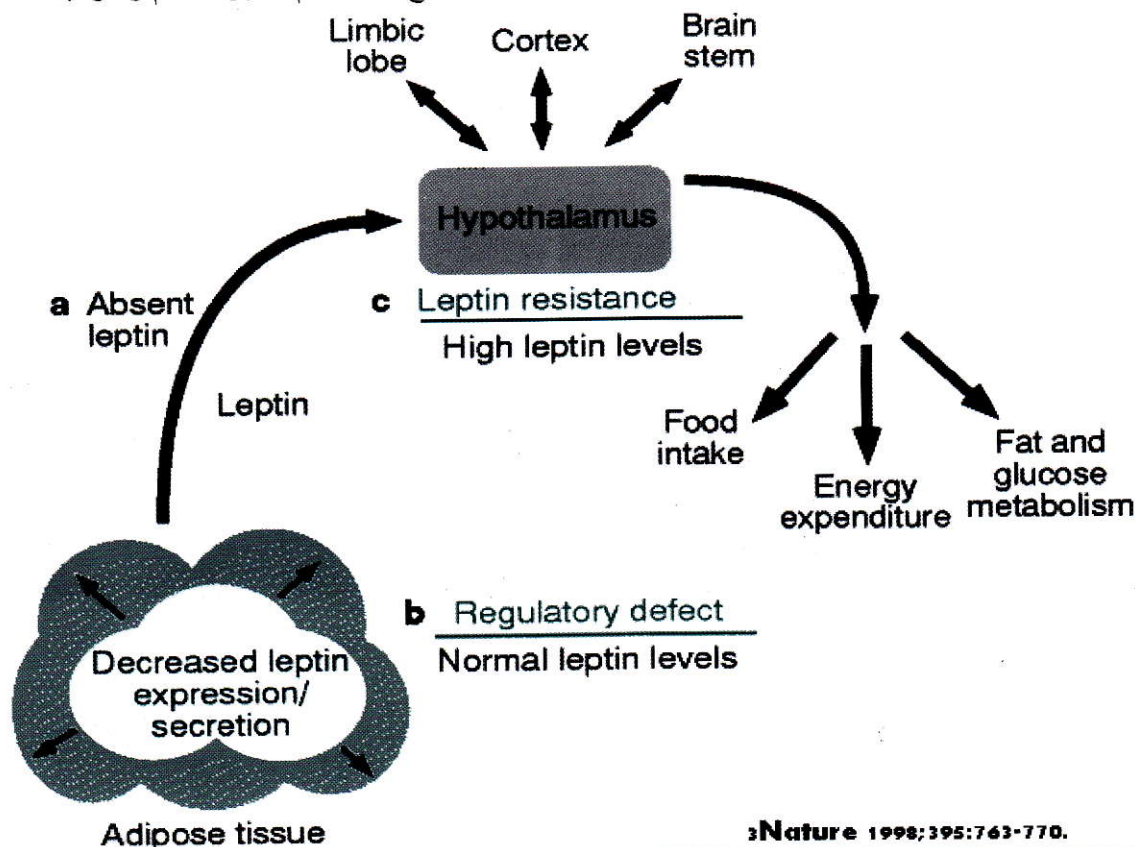 Limbic
lobe
Cortex
Brain
stem
Hypothalamus
a Absent
leptin
c Leptin resistance
High leptin levels
Leptin
Food
intake
Energy
expenditure
Fat and
glucose
metabolism
b Regulatory defect
Normal leptin levels
Decreased leptin
expression/
secretion
Adipose tissue
3Nature 1998;395:763-770.